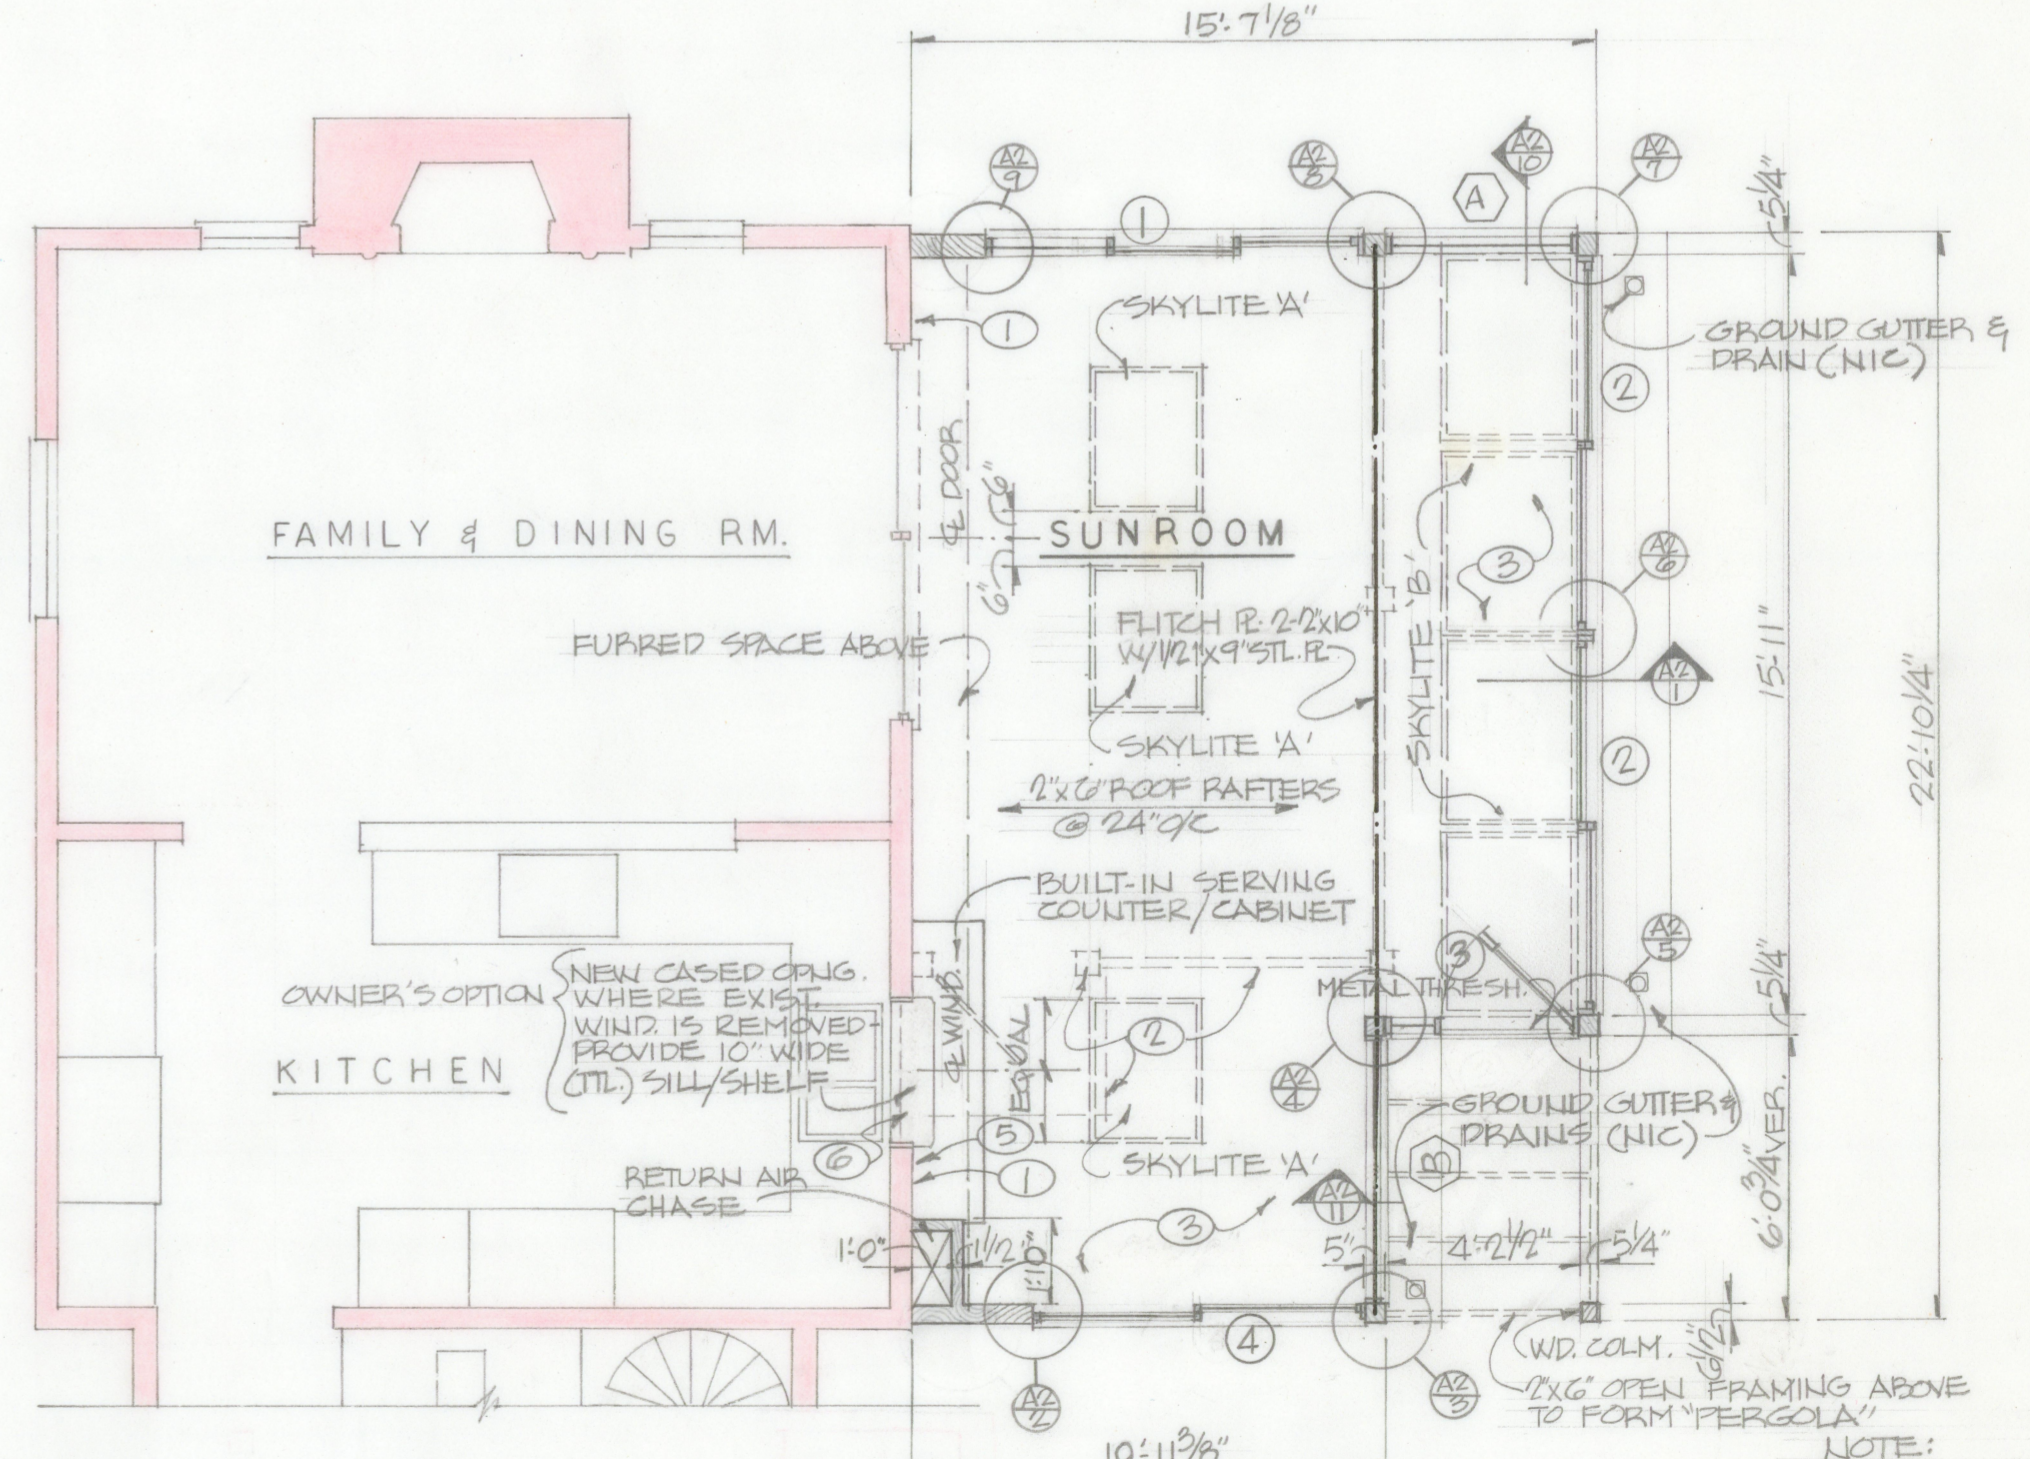 15'-7 1/8"
A2
9
A2
8
A2
10
A2
7
A
1
5 1/4"
SKYLITE 'A'
1
GROUND GUTTER &
DRAIN (NIC)
2
℄ DOOR
6"
FAMILY & DINING RM.
SUNROOM
3
A2
6
6"
SKYLITE 'B'
FLITCH PL. 2-2"x10"
W/ 1/2"x9" STL. PL.
FURRED SPACE ABOVE
15'-11"
A2
1
22'-10 1/4"
SKYLITE 'A'
2
2"x6" ROOF RAFTERS
@ 24" O/C
BUILT-IN SERVING
COUNTER/CABINET
A2
5
3
5 1/4"
OWNER'S OPTION
NEW CASED OPNG.
WHERE EXIST.
WIND. IS REMOVED-
PROVIDE 10" WIDE
(TTL.) SILL/SHELF
℄ WIND.
METAL THRESH.
EQUAL
2
KITCHEN
A2
4
GROUND GUTTER &
DRAINS (NIC)
6'-0 3/4" VER.
5
6
B
SKYLITE 'A'
1
RETURN AIR
CHASE
A2
11
3
1'-0"
1 1/2"
1'-10"
5"
4'-2 1/2"
5 1/4"
4
6 1/2"
WD. COLM.
A2
2
A2
3
2"x6" OPEN FRAMING ABOVE
TO FORM "PERGOLA"
NOTE:
10'-11 3/8"